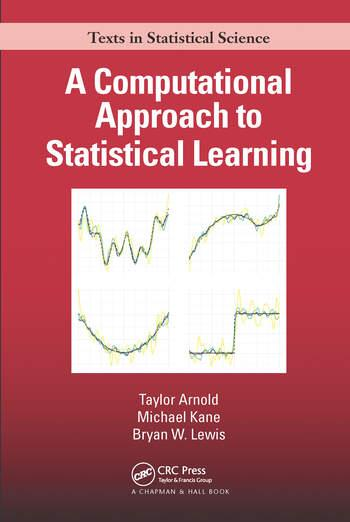 Texts in Statistical Science
A Computational
Approach to
Statistical Learning
Taylor Arnold
Michael Kane
Bryan W. Lewis
CRC
CRC Press
Taylor & Francis Group
A CHAPMAN & HALL BOOK